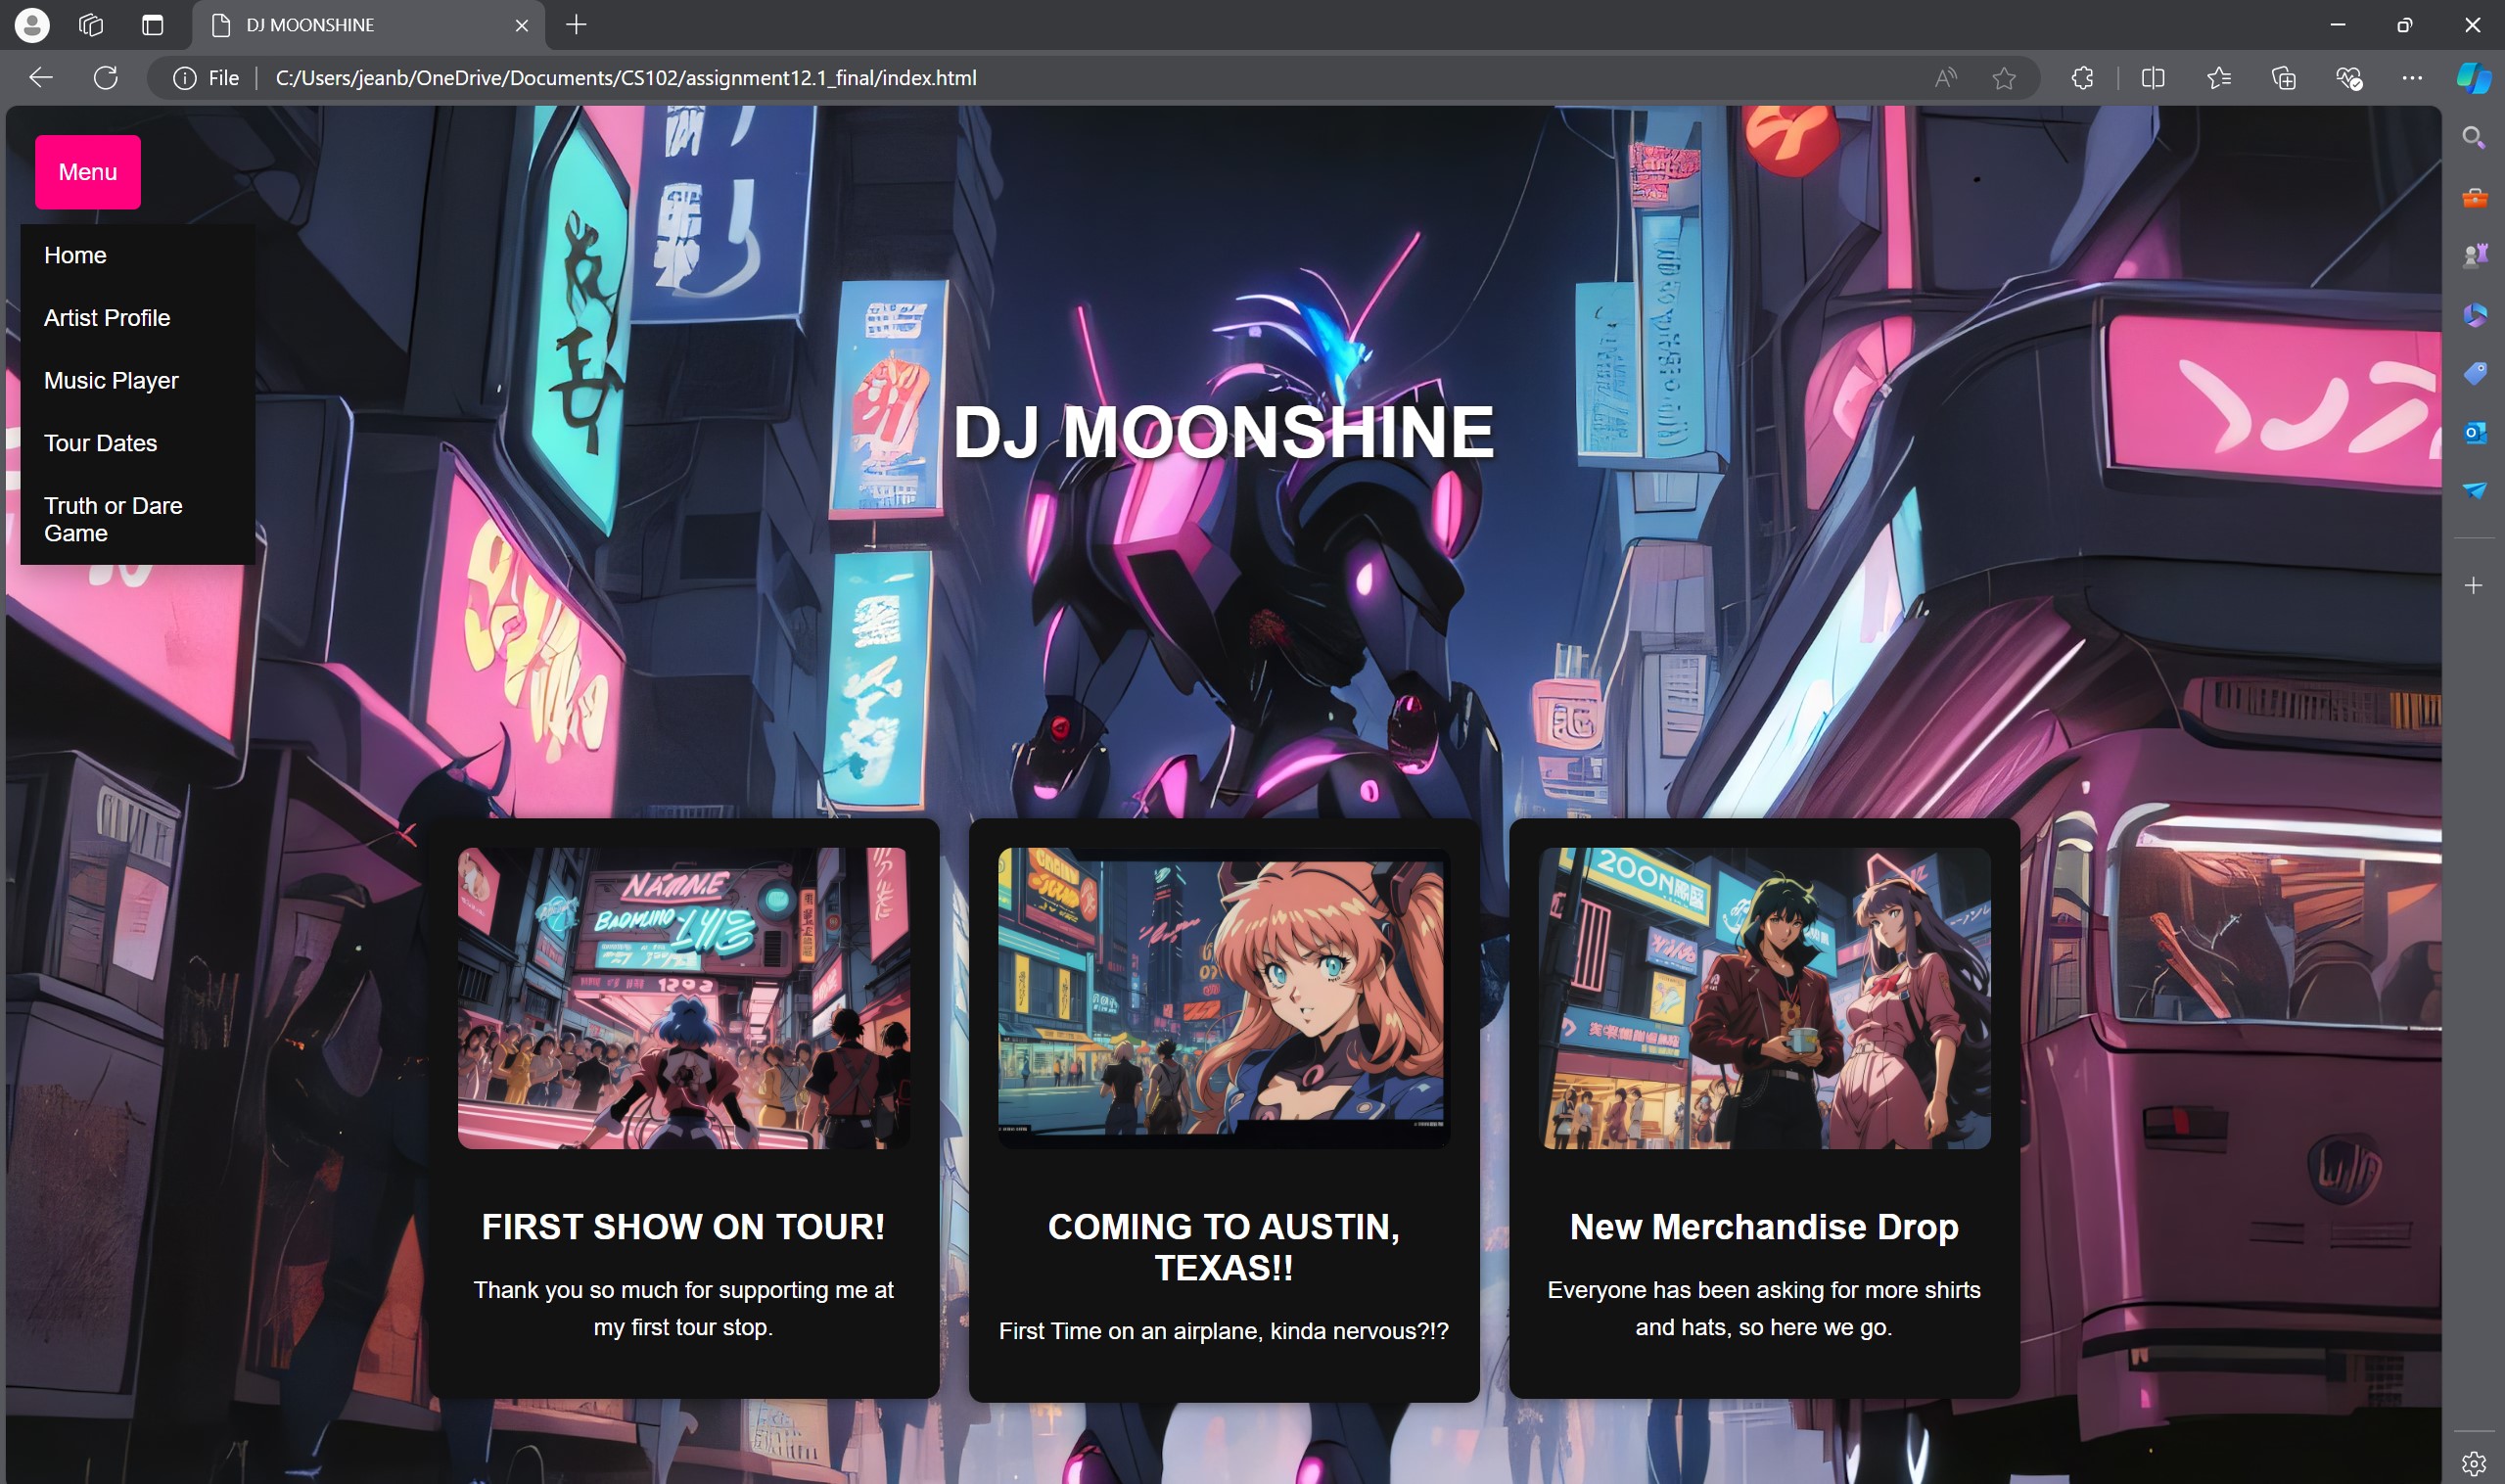 DJ MOONSHINE
File
C:/Users/jeanb/OneDrive/Documents/CS102/assignment12.1_final/index.html
Menu
Home
Artist Profile
Music Player
Tour Dates
Truth or Dare
Game
DJ MOONSHINE
FIRST SHOW ON TOUR!
Thank you so much for supporting me at
my first tour stop.
COMING TO AUSTIN,
TEXAS!!
First Time on an airplane, kinda nervous?!?
New Merchandise Drop
Everyone has been asking for more shirts
and hats, so here we go.